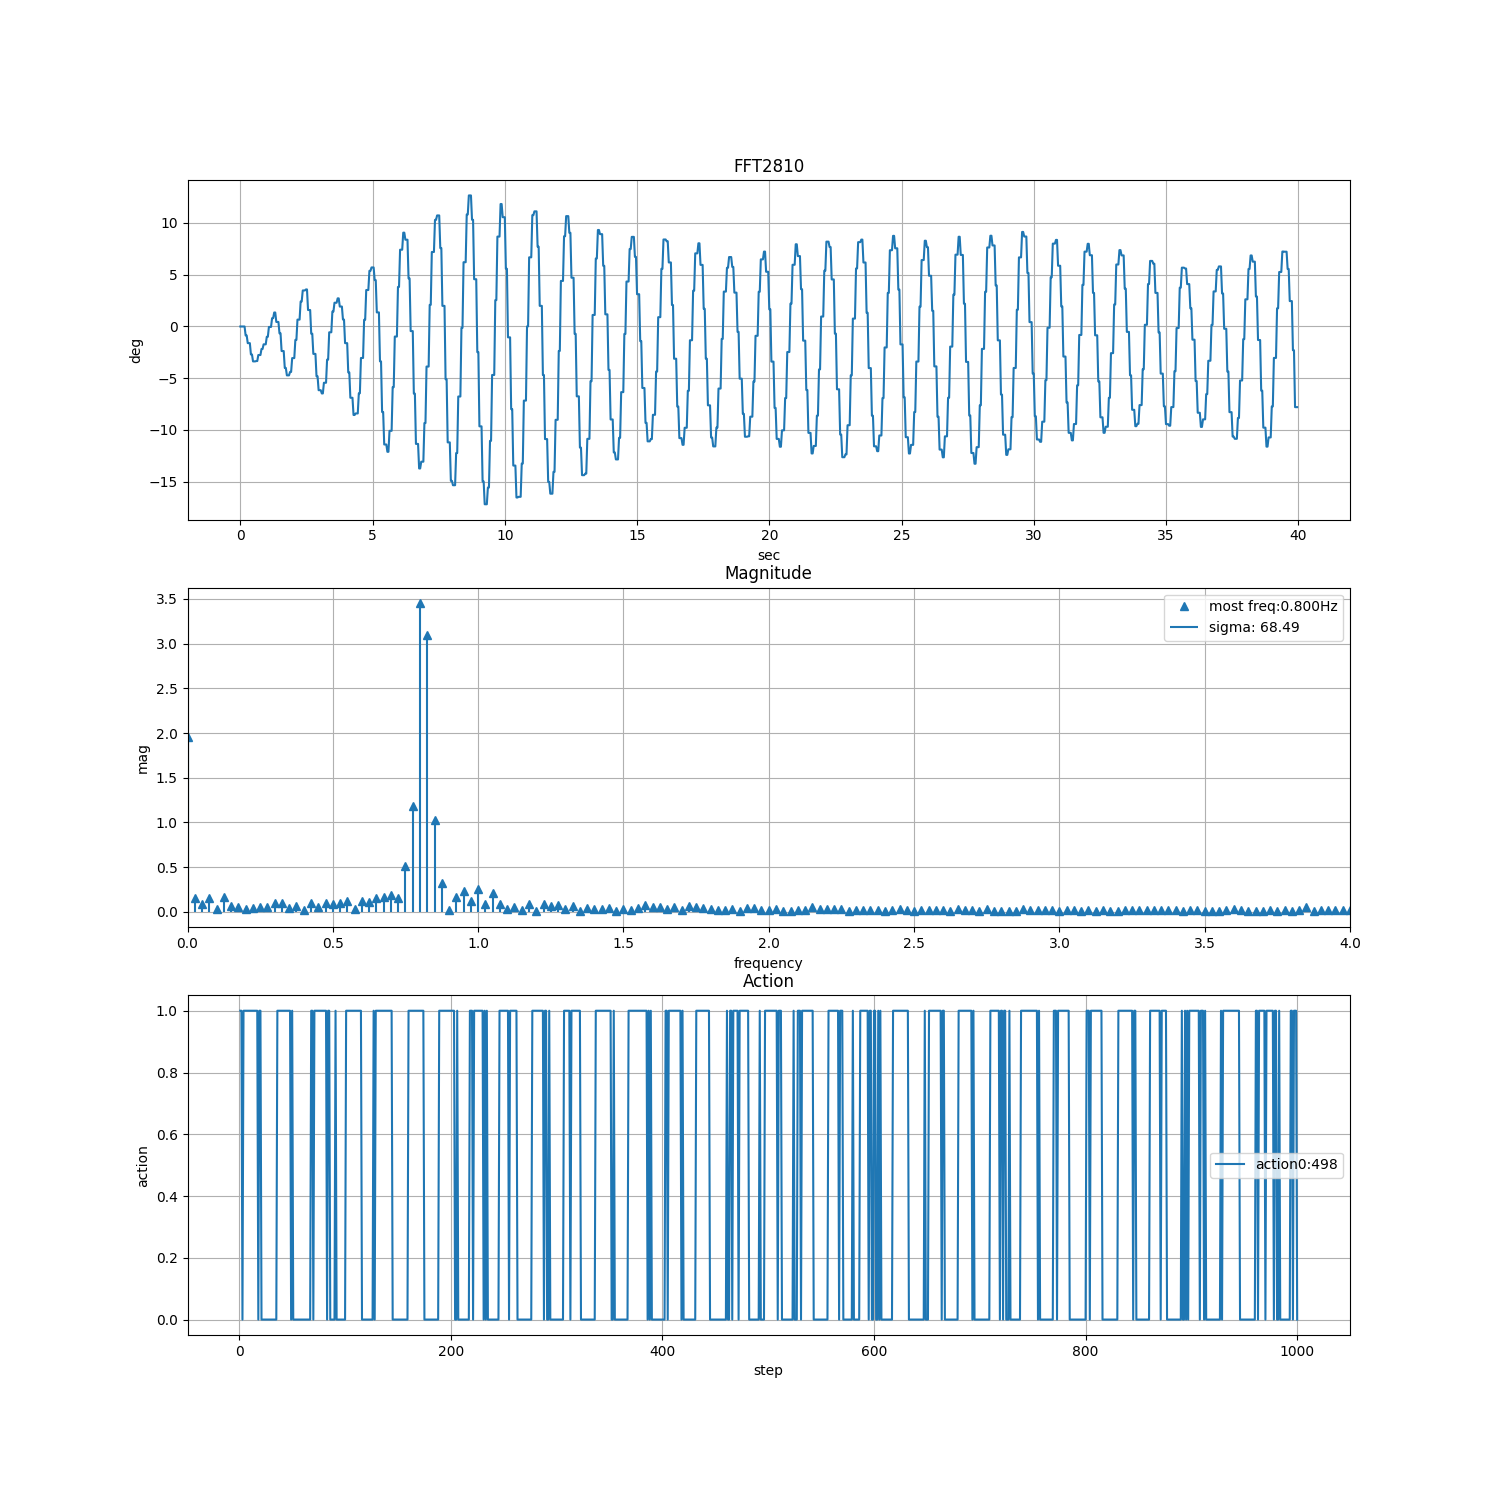 FFT2810
10
5
0
−5
−10
−15
deg
0 5 10 15 20 25 30 35 40
sec
Magnitude
3.5
3.0
2.5
2.0
1.5
1.0
0.5
0.0
mag
most freq:0.800Hz
sigma: 68.49
0.0 0.5 1.0 1.5 2.0 2.5 3.0 3.5 4.0
frequency
Action
1.0
0.8
0.6
0.4
0.2
0.0
action
action0:498
0 200 400 600 800 1000
step